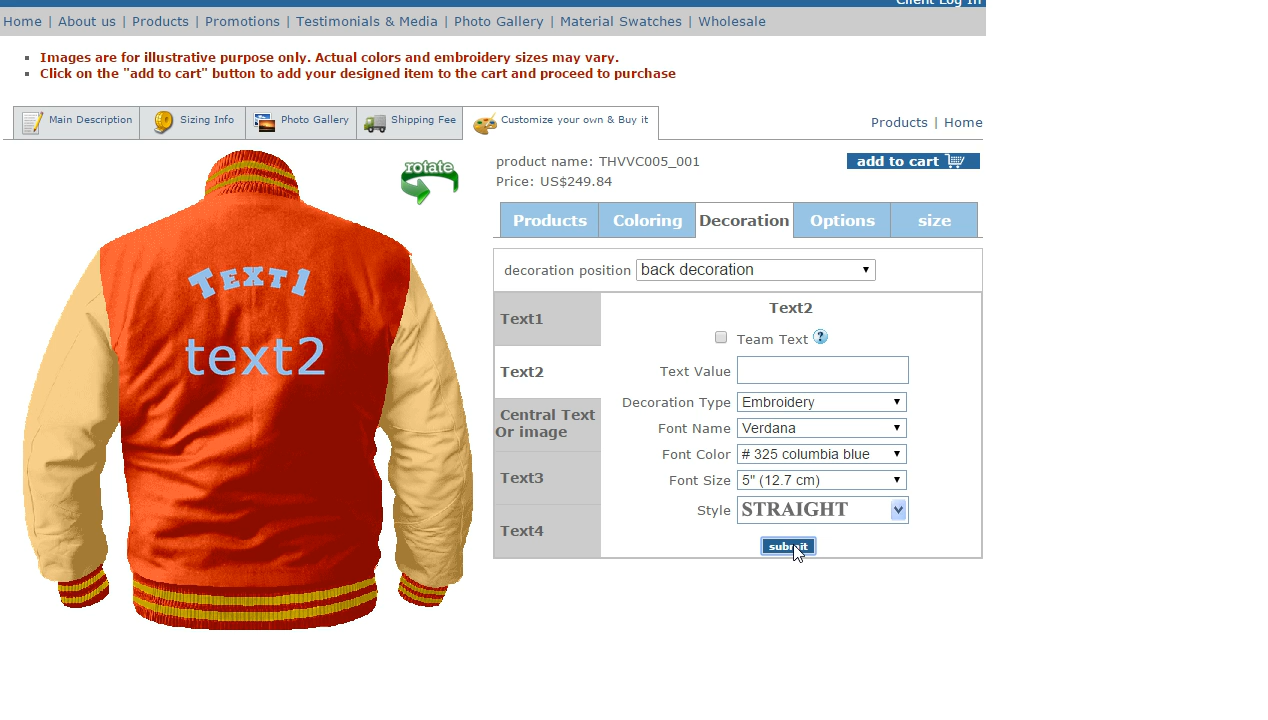 Client Log In
Home | About us | Products | Promotions | Testimonials & Media | Photo Gallery | Material Swatches | Wholesale
Images are for illustrative purpose only. Actual colors and embroidery sizes may vary.
Click on the "add to cart" button to add your designed item to the cart and proceed to purchase
Main Description
Sizing Info
Photo Gallery
Shipping Fee
Customize your own & Buy it
Products | Home
rotate
product name: THVVC005_001
add to cart
Price: US$249.84
Products
Coloring
Decoration
Options
size
decoration position
back decoration
Text1
text2
Text1
Text2
Central Text
Or image
Text3
Text4
Text2
Team Text ?
Text Value
Decoration Type Embroidery
Font Name Verdana
Font Color # 325 columbia blue
Font Size 5" (12.7 cm)
Style STRAIGHT
submit